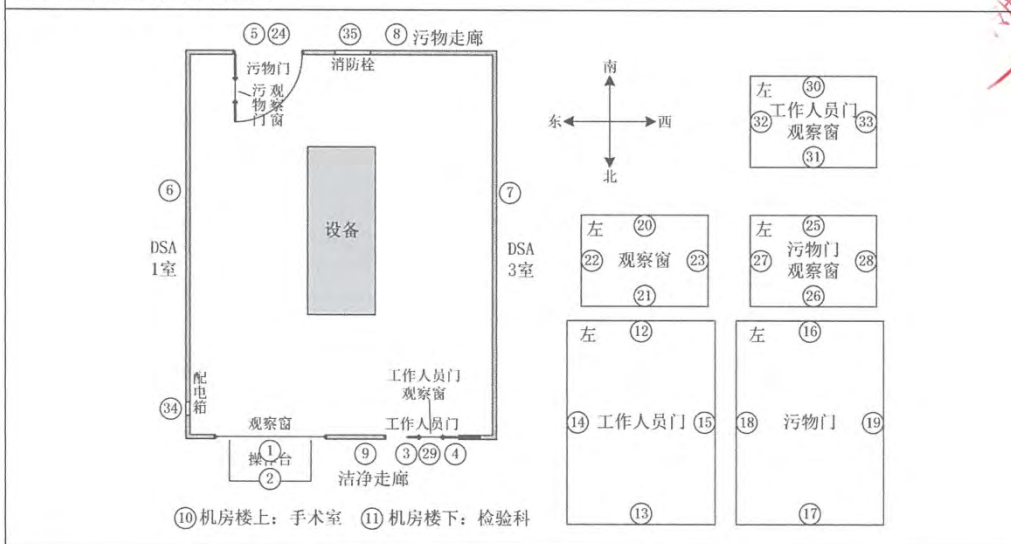 ⑤ ㉔ ㉟ ⑧ 污物走廊
污物门
消防栓
污物门
观察窗
南
东 西
北
左 ㉚
工作人员门
㉜ ㉝
观察窗
㉛
⑥ ⑦
设备
DSA
1室
DSA
3室
左 ⑳
㉒ 观察窗 ㉓
㉑
左 ㉕
污物门
㉗ ㉘
观察窗
㉖
左 ⑫
⑭ 工作人员门 ⑮
⑬
左 ⑯
⑱ 污物门 ⑲
⑰
配电箱
㉞
工作人员门
观察窗
观察窗 工作人员门
① ⑨ ③ ㉙ ④
操作台
② 洁净走廊
⑩机房楼上：手术室 ⑪机房楼下：检验科